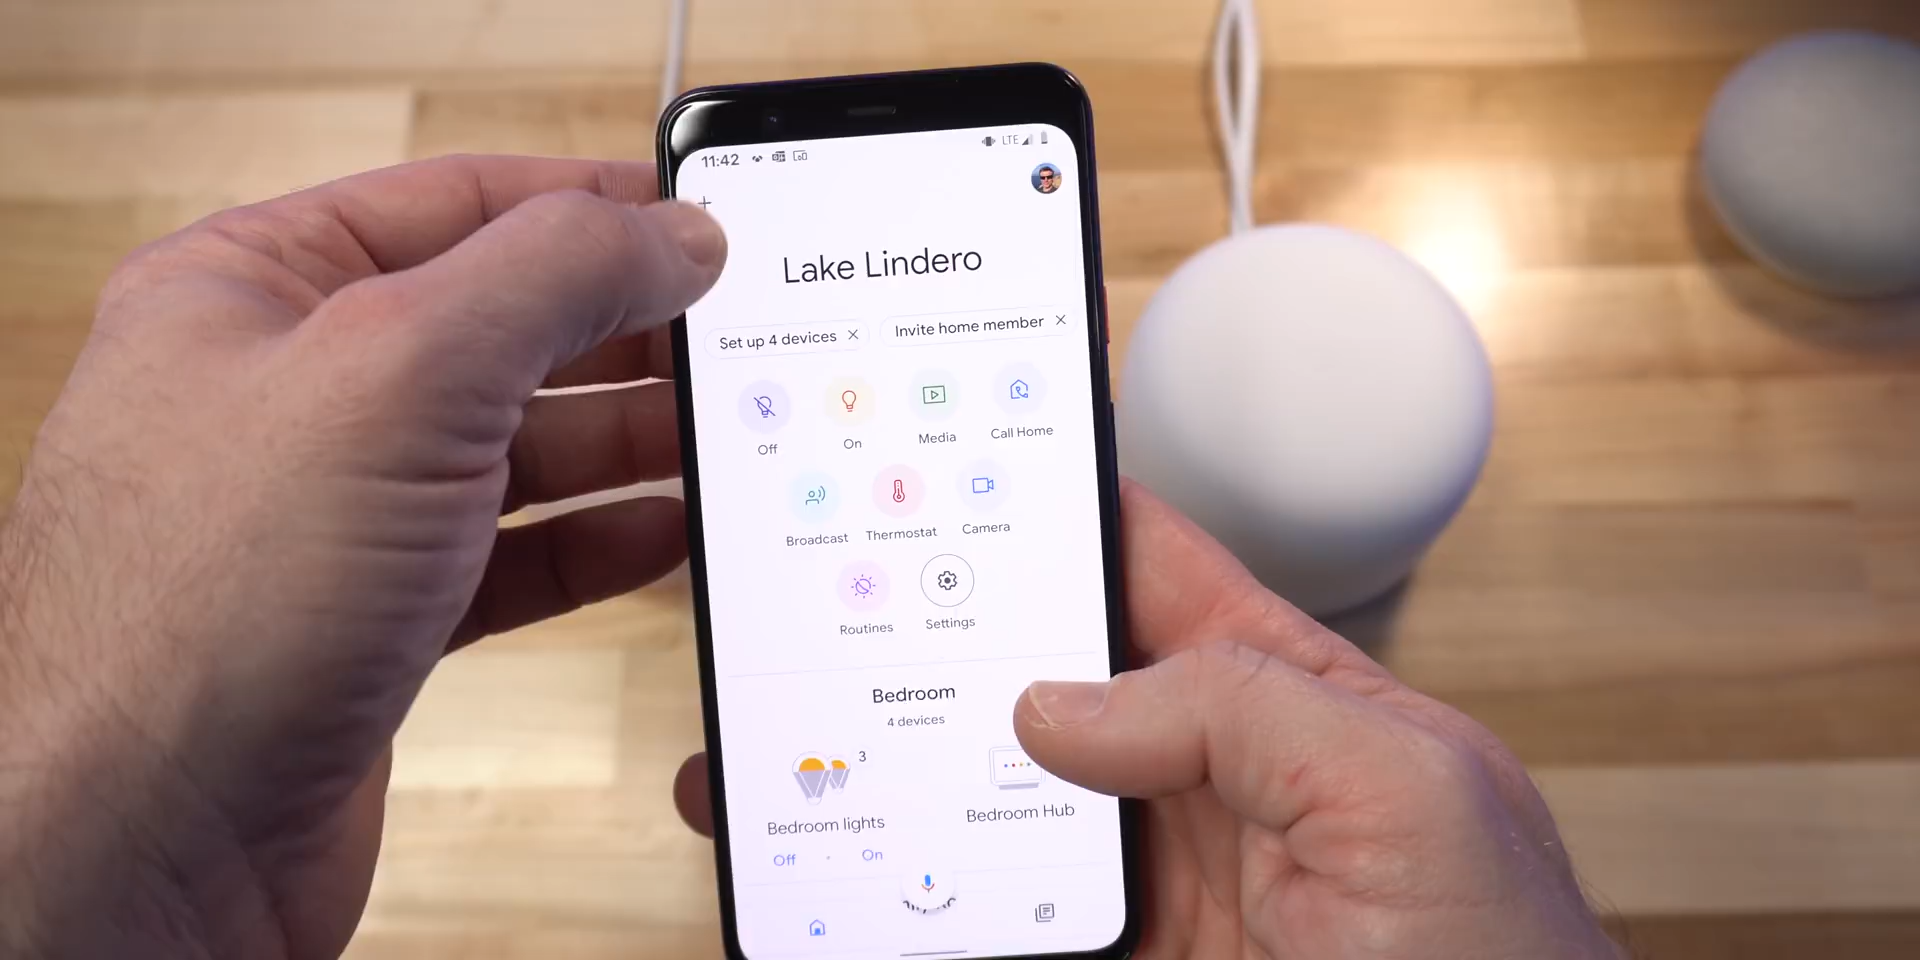 11:42
LTE
+
Lake Lindero
Set up 4 devices ×
Invite home member ×
Off
On
Media
Call Home
Broadcast
Thermostat
Camera
Routines
Settings
Bedroom
4 devices
3
Bedroom lights
Bedroom Hub
Off · On